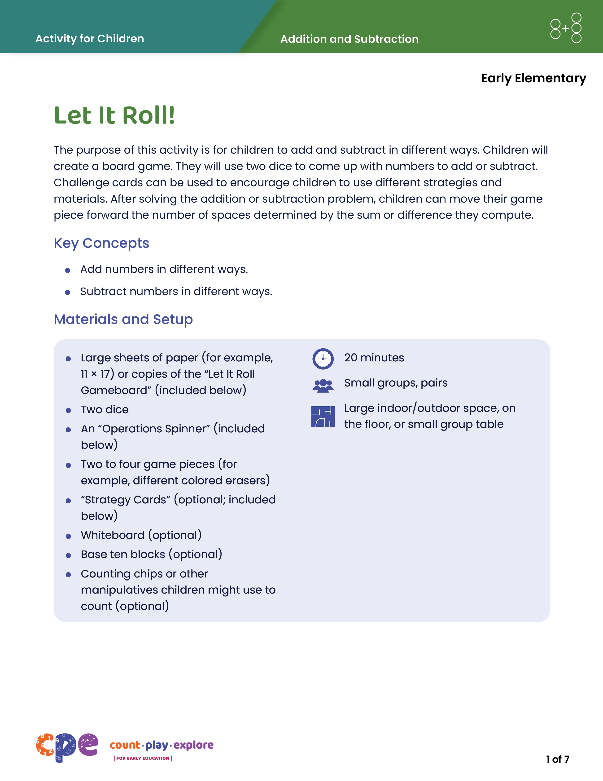 Activity for Children
Addition and Subtraction
8+8
Early Elementary
Let It Roll!
The purpose of this activity is for children to add and subtract in different ways. Children will
create a board game. They will use two dice to come up with numbers to add or subtract.
Challenge cards can be used to encourage children to use different strategies and
materials. After solving the addition or subtraction problem, children can move their game
piece forward the number of spaces determined by the sum or difference they compute.
Key Concepts
• Add numbers in different ways.
• Subtract numbers in different ways.
Materials and Setup
• Large sheets of paper (for example,
11 × 17) or copies of the “Let It Roll
Gameboard” (included below)
• Two dice
• An “Operations Spinner” (included
below)
• Two to four game pieces (for
example, different colored erasers)
• “Strategy Cards” (optional; included
below)
• Whiteboard (optional)
• Base ten blocks (optional)
• Counting chips or other
manipulatives children might use to
count (optional)
20 minutes
Small groups, pairs
Large indoor/outdoor space, on
the floor, or small group table
cpe
count·play·explore
[ FOR EARLY EDUCATION ]
1 of 7